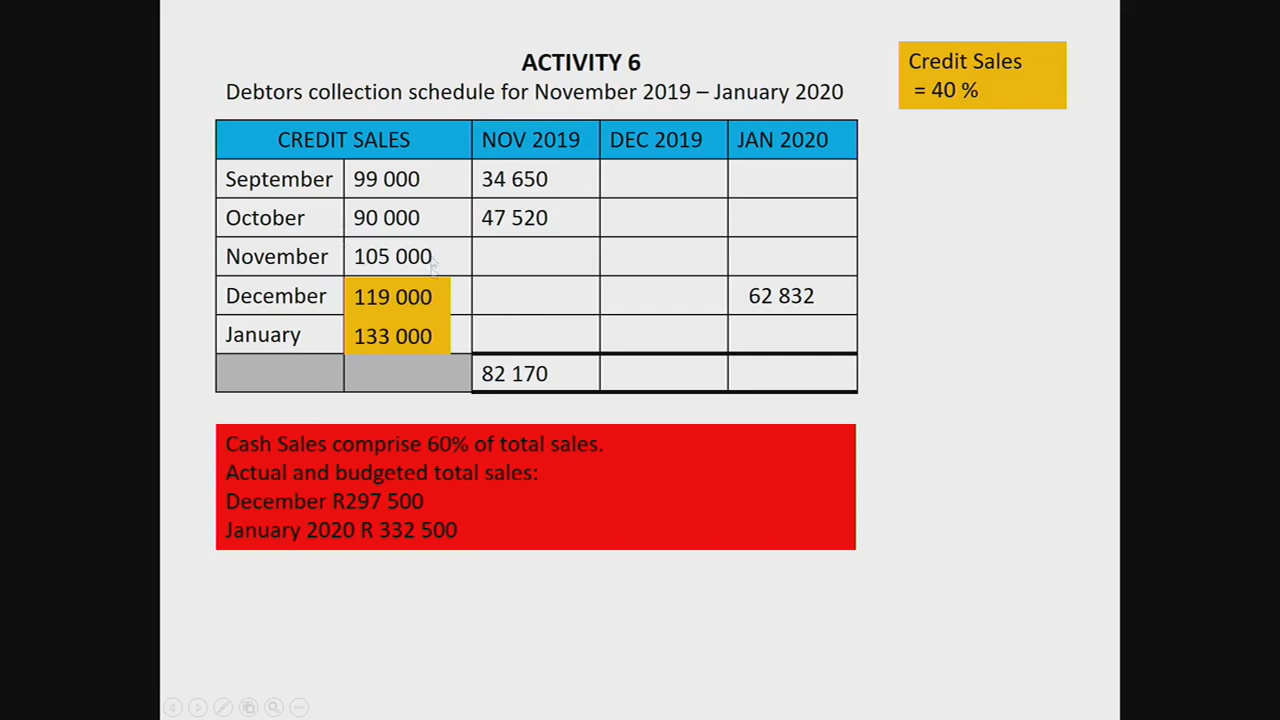 ACTIVITY 6
Debtors collection schedule for November 2019 – January 2020
Credit Sales
= 40 %
CREDIT SALES NOV 2019 DEC 2019 JAN 2020
September 99 000 34 650
October 90 000 47 520
November 105 000
December 119 000 62 832
January 133 000
82 170
Cash Sales comprise 60% of total sales.
Actual and budgeted total sales:
December R297 500
January 2020 R 332 500